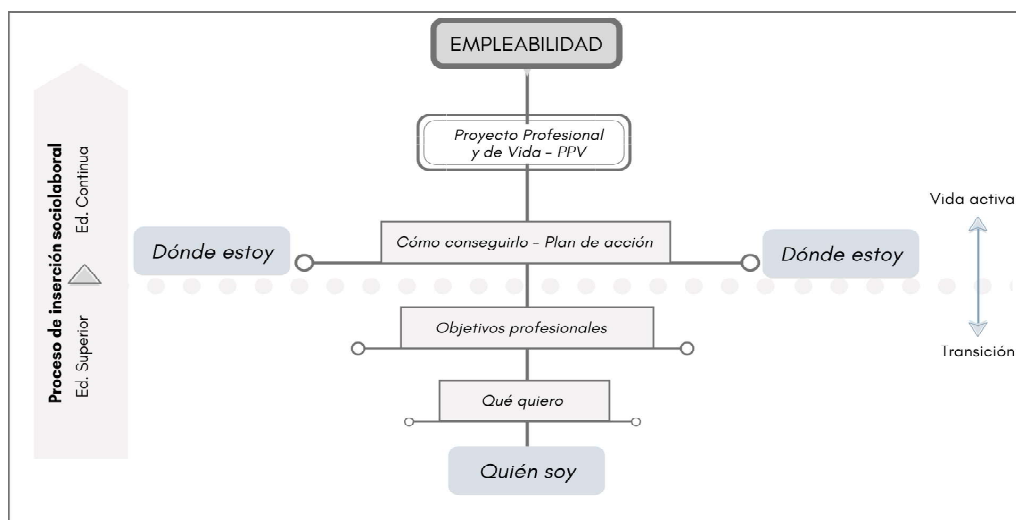 EMPLEABILIDAD
Proyecto Profesional
y de Vida - PPV
Proceso de inserción sociolaboral
Ed. Superior
Ed. Continua
Dónde estoy
Cómo conseguirlo - Plan de acción
Dónde estoy
Vida activa
Objetivos profesionales
Transición
Qué quiero
Quién soy